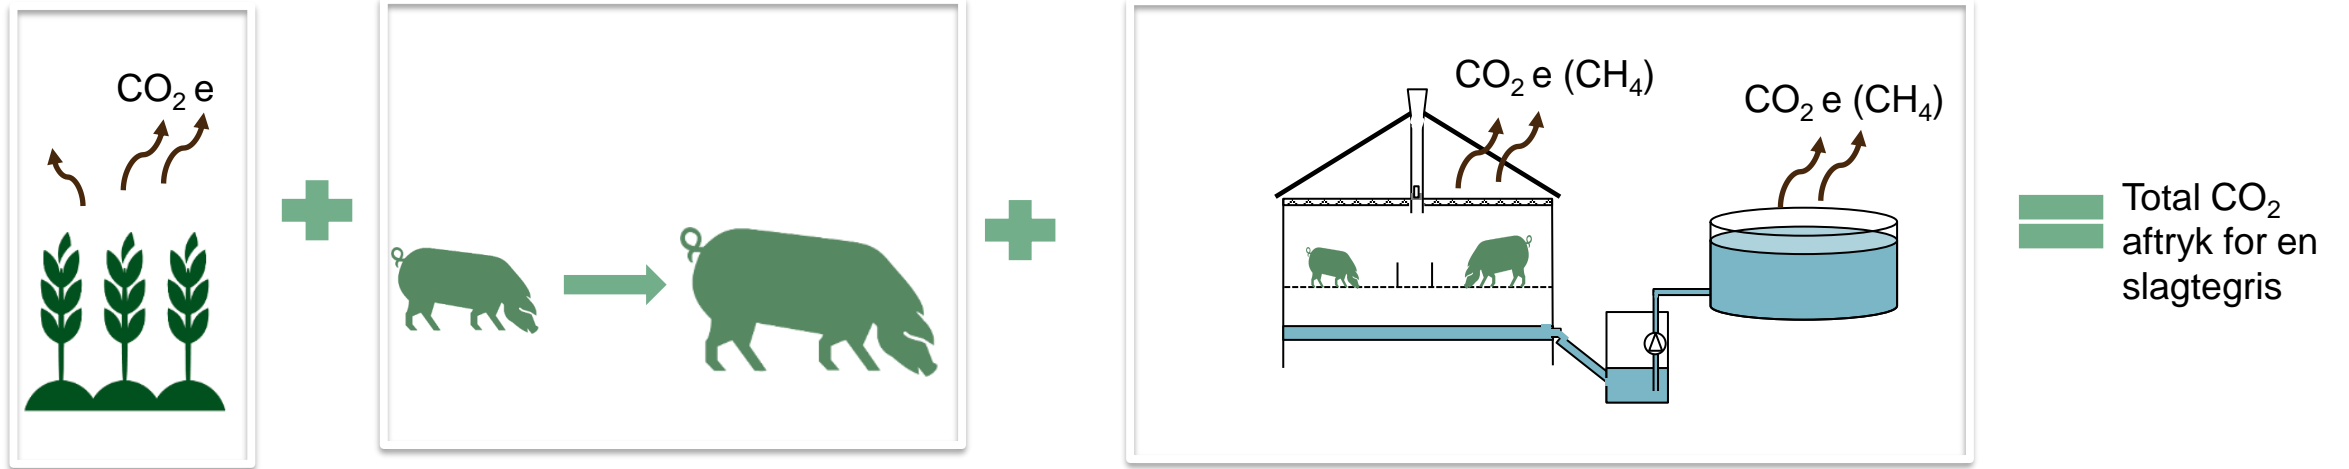 CO₂ e
CO₂ e (CH₄)
CO₂ e (CH₄)
Total CO₂
aftryk for en
slagtegris